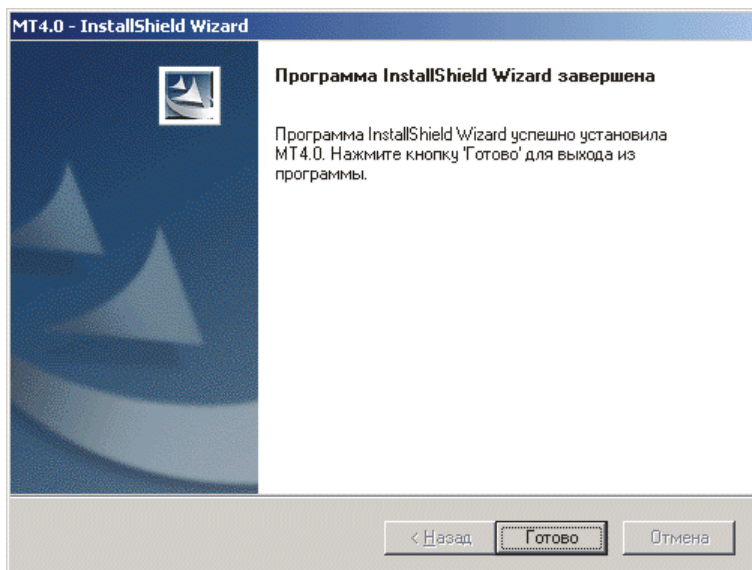 MT4.0 - InstallShield Wizard
Программа InstallShield Wizard завершена
Программа InstallShield Wizard успешно установила
MT4.0. Нажмите кнопку 'Готово' для выхода из
программы.
< Назад
Готово
Отмена